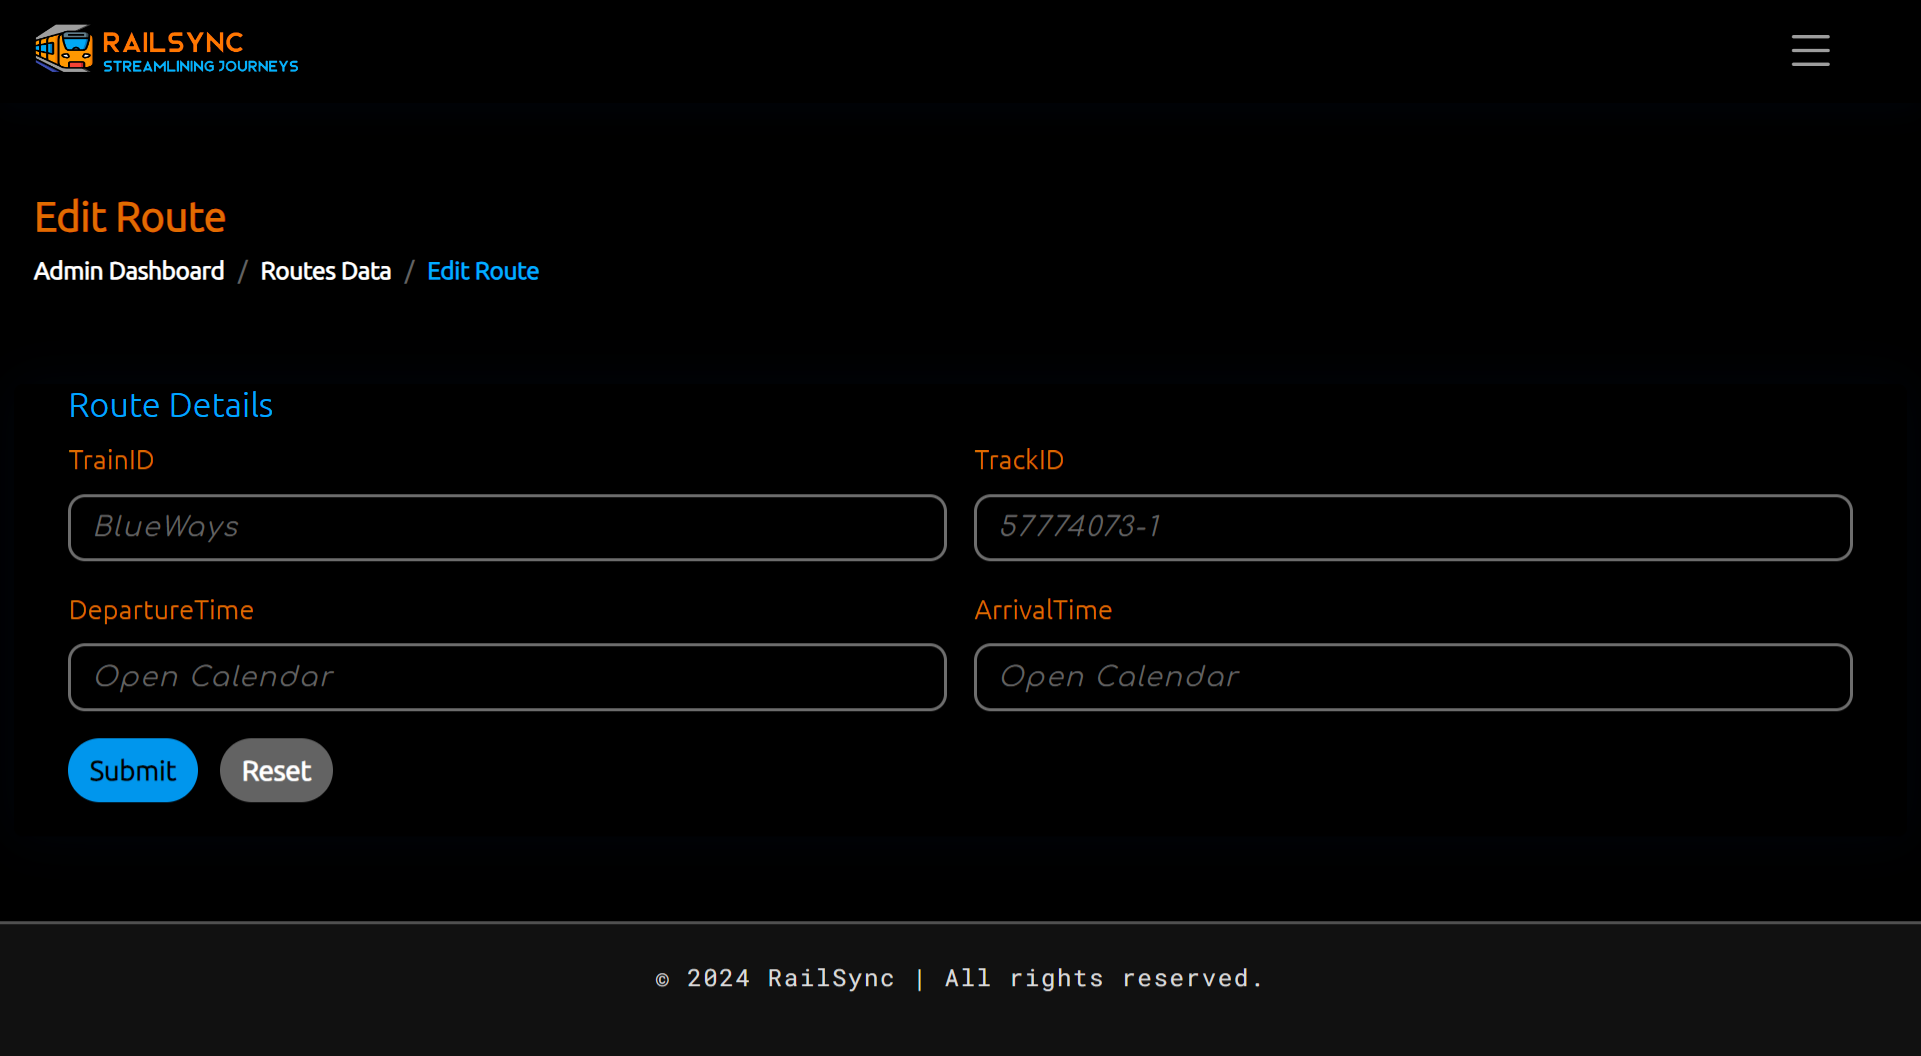 RAILSYNC
STREAMLINING JOURNEYS
Edit Route
Admin Dashboard / Routes Data / Edit Route
Route Details
TrainID TrackID
BlueWays 57774073-1
DepartureTime ArrivalTime
Open Calendar Open Calendar
Submit Reset
© 2024 RailSync | All rights reserved.